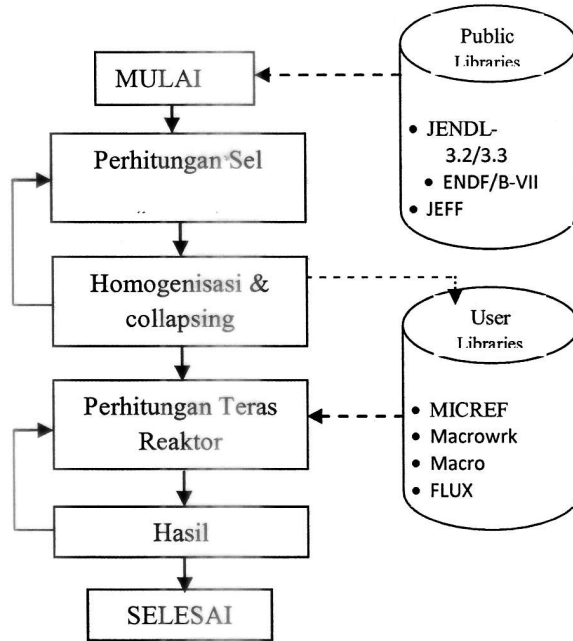 MULAI
Public
Libraries
JENDL-
3.2/3.3
ENDF/B-VII
JEFF
Perhitungan Sel
Homogenisasi &
collapsing
User
Libraries
MICREF
Macrowrk
Macro
FLUX
Perhitungan Teras
Reaktor
Hasil
SELESAI